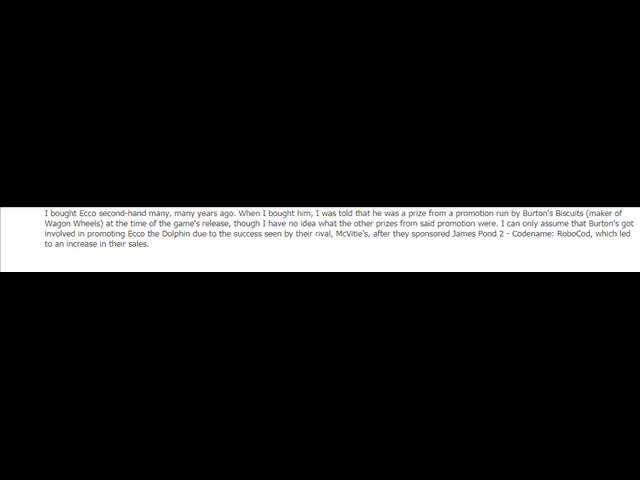 I bought Ecco second-hand many, many years ago. When I bought him, I was told that he was a prize from a promotion run by Burton's Biscuits (maker of
Wagon Wheels) at the time of the game's release, though I have no idea what the other prizes from said promotion were. I can only assume that Burton's got
involved in promoting Ecco the Dolphin due to the success seen by their rival, McVitie's, after they sponsored James Pond 2 - Codename: RoboCod, which led
to an increase in their sales.